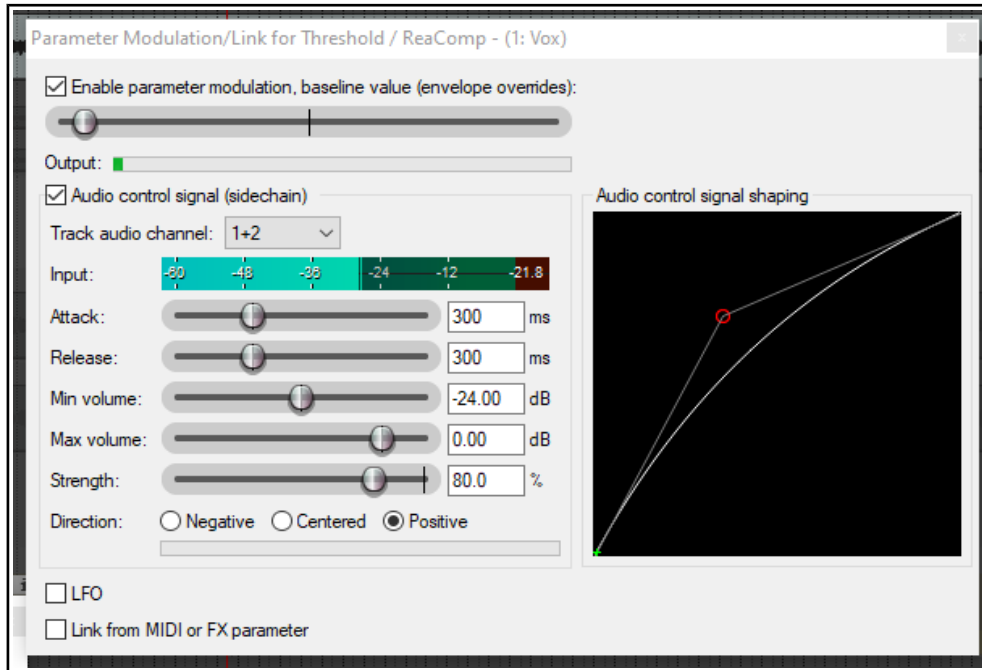 Parameter Modulation/Link for Threshold / ReaComp - (1: Vox)
x
Enable parameter modulation, baseline value (envelope overrides):
Output:
Audio control signal (sidechain)
Audio control signal shaping
Track audio channel: 1+2
Input: -60 -48 -36 -24 -12 -21.8
Attack: 300 ms
Release: 300 ms
Min volume: -24.00 dB
Max volume: 0.00 dB
Strength: 80.0 %
Direction: Negative Centered Positive
LFO
Link from MIDI or FX parameter